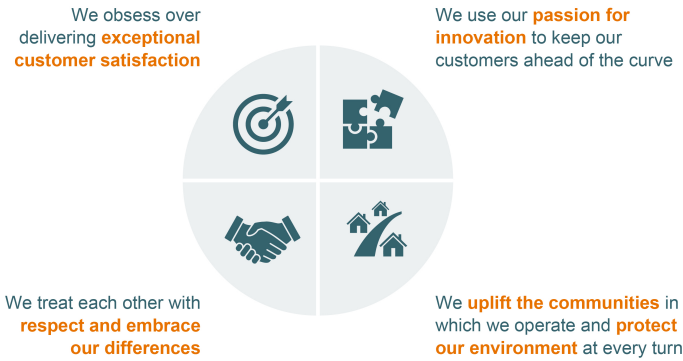 We obsess over
delivering exceptional
customer satisfaction
We use our passion for
innovation to keep our
customers ahead of the curve
We treat each other with
respect and embrace
our differences
We uplift the communities in
which we operate and protect
our environment at every turn